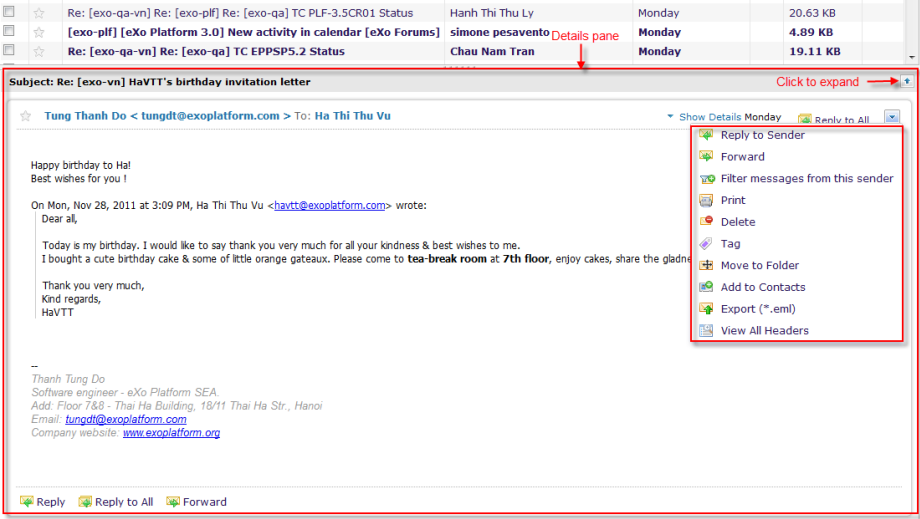 Re: [exo-qa-vn] Re: [exo-plf] Re: [exo-qa] TC PLF-3.5CR01 Status Hanh Thi Thu Ly Monday 20.63 KB
[exo-plf] [eXo Platform 3.0] New activity in calendar [eXo Forums] simone pesavento Monday 4.89 KB
Details pane
Re: [exo-qa-vn] Re: [exo-qa] TC EPPSP5.2 Status Chau Nam Tran Monday 19.11 KB
Subject: Re: [exo-vn] HaVTT's birthday invitation letter Click to expand
Tung Thanh Do < tungdt@exoplatform.com > To: Ha Thi Thu Vu Show Details Monday Reply to All
Reply to Sender
Forward
Filter messages from this sender
Print
Delete
Tag
Move to Folder
Add to Contacts
Export (*.eml)
View All Headers
Happy birthday to Ha!
Best wishes for you !
On Mon, Nov 28, 2011 at 3:09 PM, Ha Thi Thu Vu <havtt@exoplatform.com> wrote:
Dear all,
Today is my birthday. I would like to say thank you very much for all your kindness & best wishes to me.
I bought a cute birthday cake & some of little orange gateaux. Please come to tea-break room at 7th floor, enjoy cakes, share the gladne
Thank you very much,
Kind regards,
HaVTT
--
Thanh Tung Do
Software engineer - eXo Platform SEA.
Add: Floor 7&8 - Thai Ha Building, 18/11 Thai Ha Str., Hanoi
Email: tungdt@exoplatform.com
Company website: www.exoplatform.org
Reply Reply to All Forward